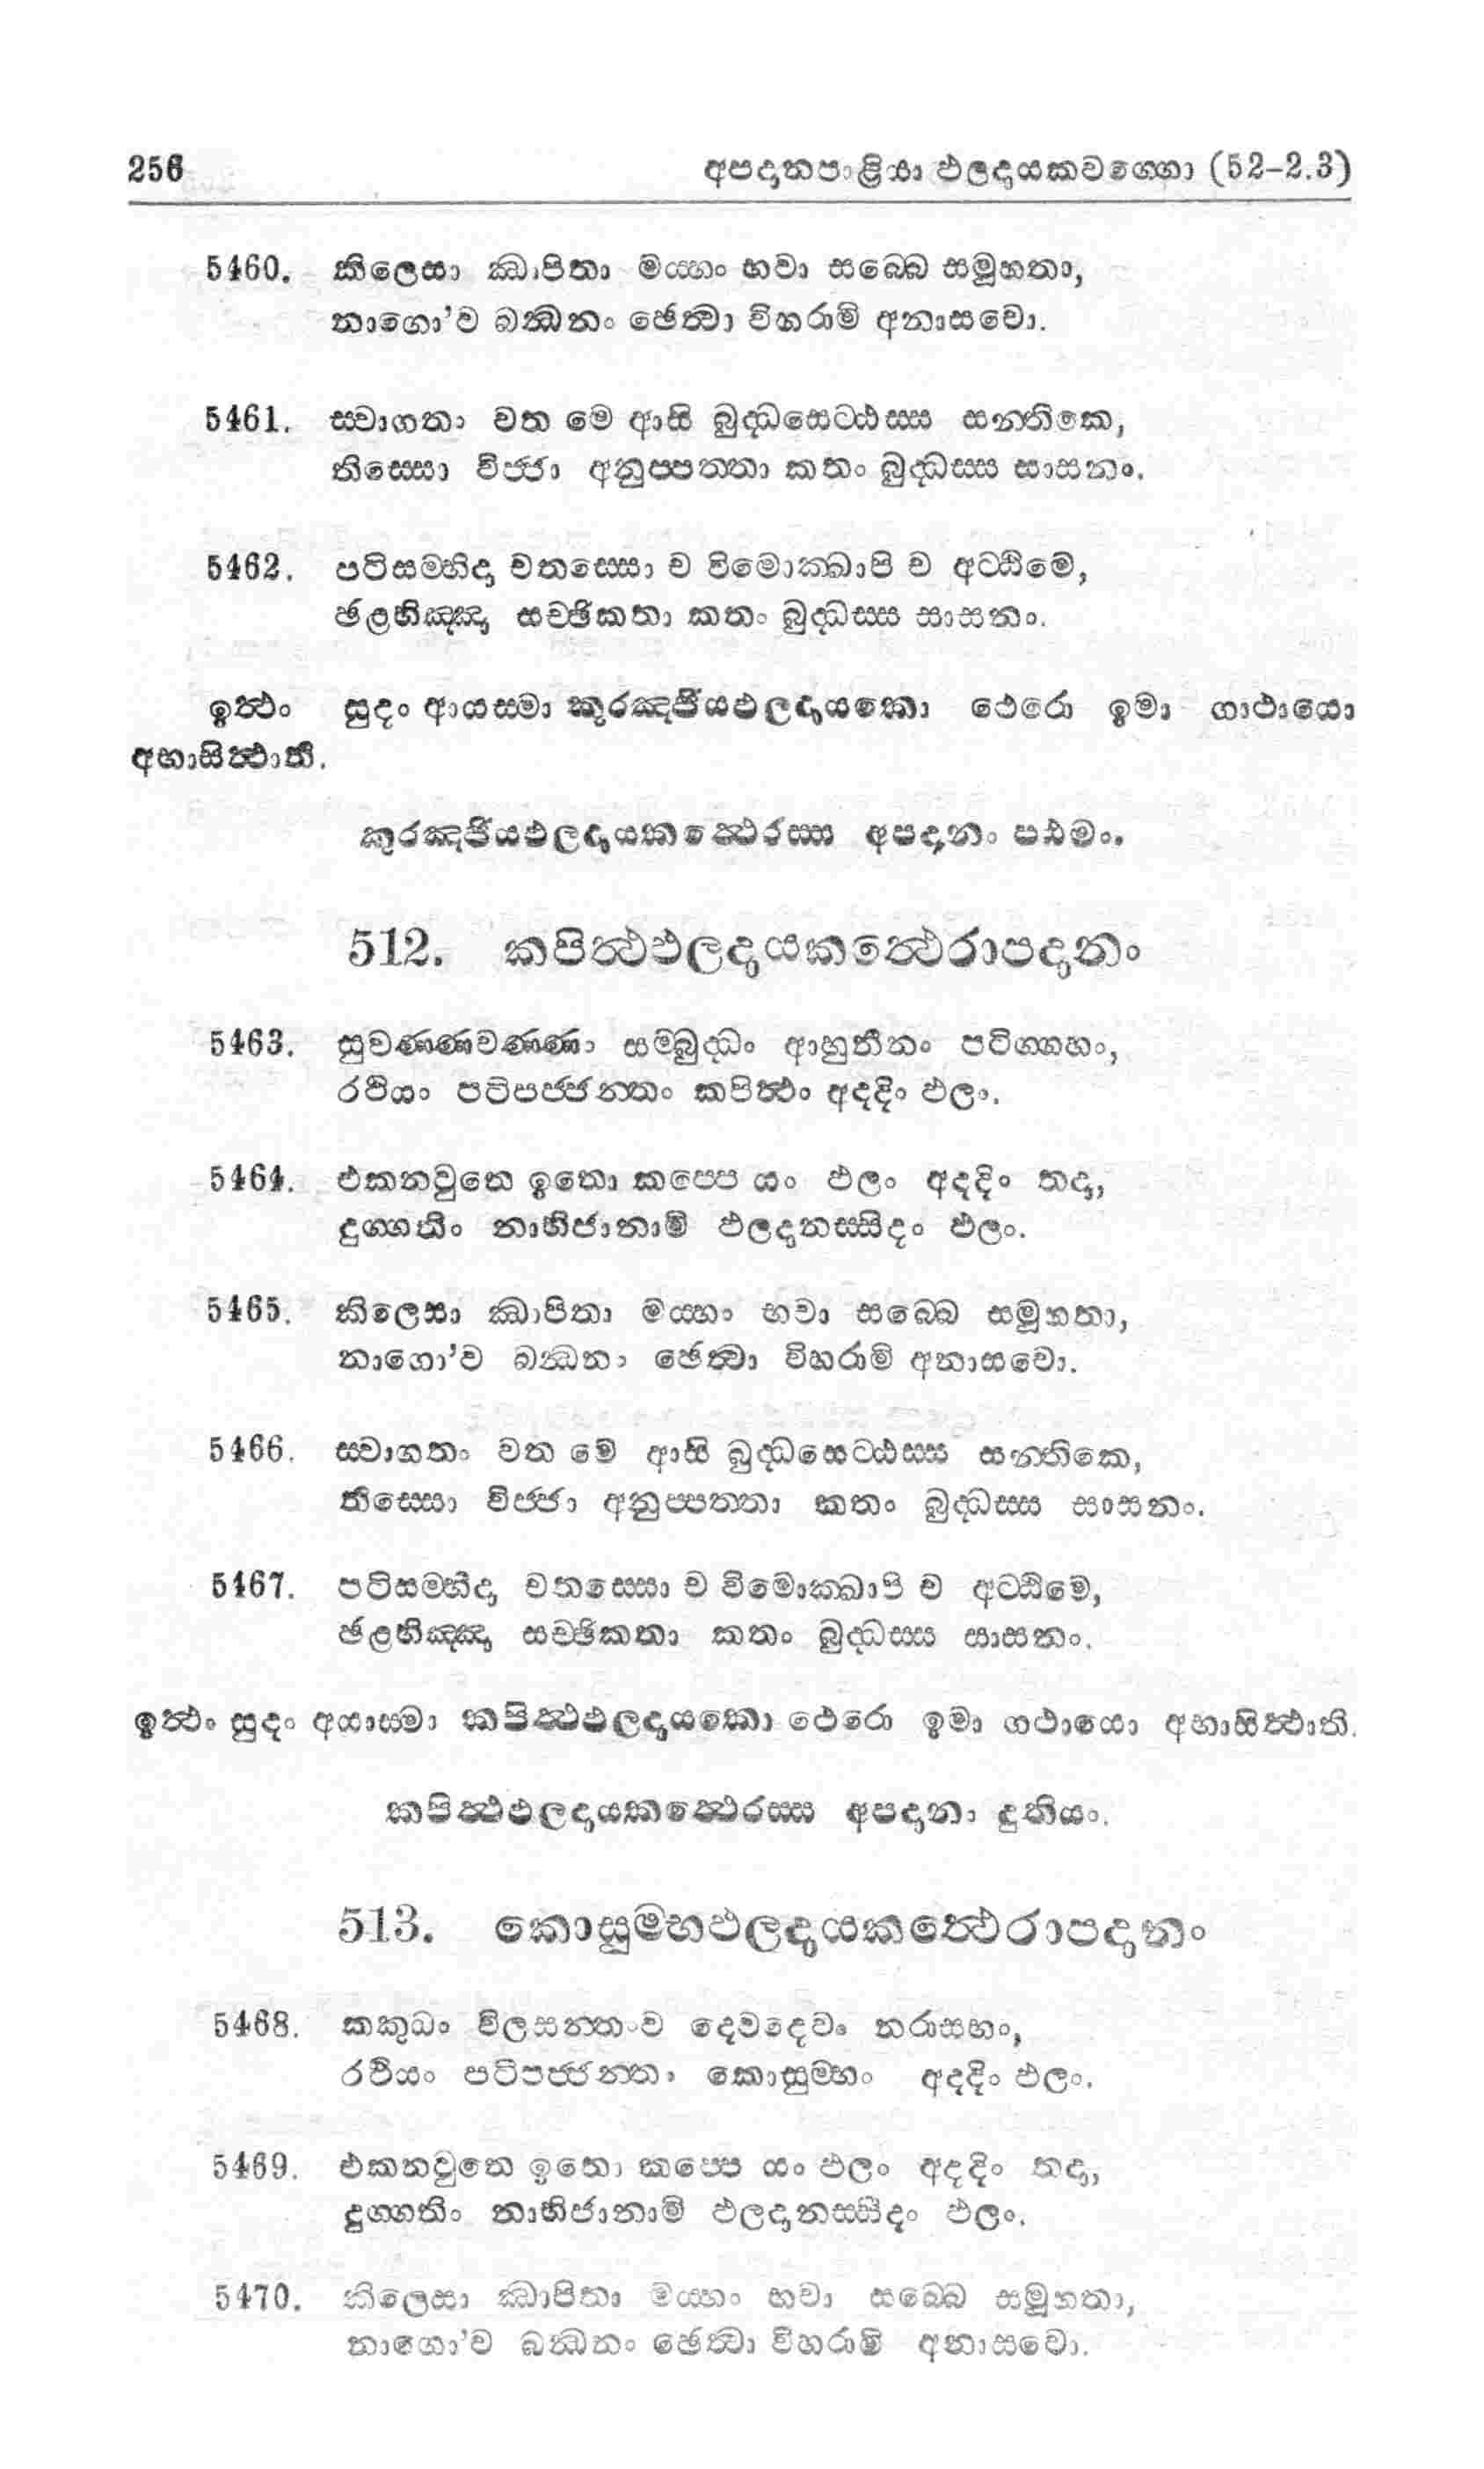 256 අපදානපාළියා ඵලදායකවග්ගො (52-2.3)
5460. කිලෙසා ඣාපිතා මය්හං භවා සබ්බෙ සමූහතා,
නාගො’ව බන්ධනං ඡෙත්වා විහරාමි අනාසවො.
5461. ස්වාගතං වත මෙ ආසි බුද්ධසෙට්ඨස්ස සන්තිකෙ,
තිස්සො විජ්ජා අනුප්පත්තා කතං බුද්ධස්ස සාසනං.
5462. පටිසම්භිදා චතස්සො ච විමොක්ඛාපි ච අට්ඨිමෙ,
ඡළභිඤ්ඤා සච්ඡිකතා කතං බුද්ධස්ස සාසනං.
ඉත්ථං සුදං ආයස්මා කුරඤ්ජියඵලදායකො ථෙරො ඉමා ගාථායො
අභාසිත්ථාති.
කුරඤ්ජියඵලදායකත්ථෙරස්ස අපදානං පඨමං.
512. කපිත්ථඵලදායකත්ථෙරාපදානං
5463. සුවණ්ණවණ්ණං සම්බුද්ධං ආහුතීනං පටිග්ගහං,
රථියං පටිපජ්ජන්තං කපිත්ථං අදදිං ඵලං.
5464. එකනවුතෙ ඉතො කප්පෙ යං ඵලං අදදිං තදා,
දුග්ගතිං නාභිජානාමි ඵලදානස්සිදං ඵලං.
5465. කිලෙසා ඣාපිතා මය්හං භවා සබ්බෙ සමූහතා,
නාගො’ව බන්ධනං ඡෙත්වා විහරාමි අනාසවො.
5466. ස්වාගතං වත මෙ ආසි බුද්ධසෙට්ඨස්ස සන්තිකෙ,
තිස්සො විජ්ජා අනුප්පත්තා කතං බුද්ධස්ස සාසනං.
5467. පටිසම්භීදා චතස්සො ච විමොක්ඛාපි ච අට්ඨිමෙ,
ඡළභිඤ්ඤා සච්ඡිකතා කතං බුද්ධස්ස සාසනං.
ඉත්ථං සුදං අයාස්මා කපිත්ථඵලදායකො ථෙරො ඉමා ගථායො අභාසිත්ථාති.
කපිත්ථඵලදායකත්ථෙරස්ස අපදානං දුතියං.
513. කොසුම්භඵලදායකත්ථෙරාපදානං
5468. කකුධං විලසන්තංව දෙවදෙවං නරාසභං,
රථියං පටිපජ්ජන්තං කොසුම්භං අදදිං ඵලං.
5469. එකනවුතෙ ඉතො කප්පෙ යං ඵලං අදදිං තදා,
දුග්ගතිං නාභිජානාමි ඵලදානස්සිදං ඵලං.
5470. කිලෙසා ඣාපිතා මය්හං භවා සබ්බෙ සමූහතා,
නාගො’ව බන්ධනං ඡෙත්වා විහරාමි අනාසවො.